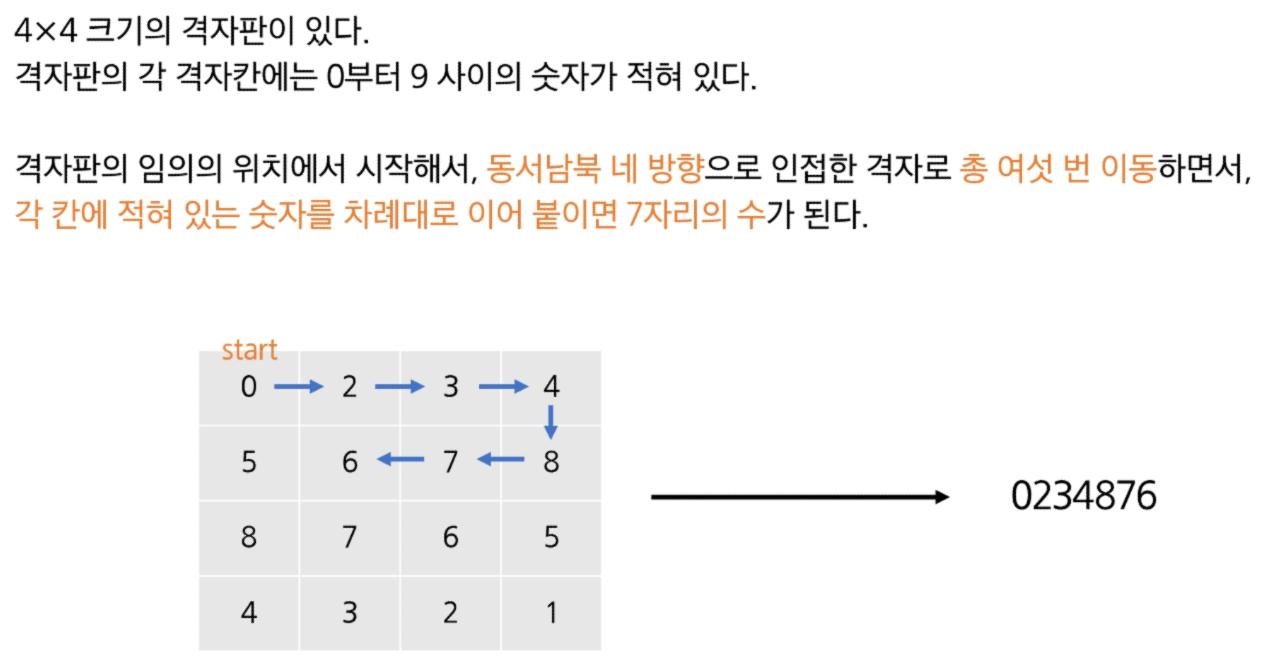 4×4 크기의 격자판이 있다.
격자판의 각 격자칸에는 0부터 9 사이의 숫자가 적혀 있다.
격자판의 임의의 위치에서 시작해서, 동서남북 네 방향으로 인접한 격자로 총 여섯 번 이동하면서,
각 칸에 적혀 있는 숫자를 차례대로 이어 붙이면 7자리의 수가 된다.
start
0 2 3 4
5 6 7 8
0234876
8 7 6 5
4 3 2 1